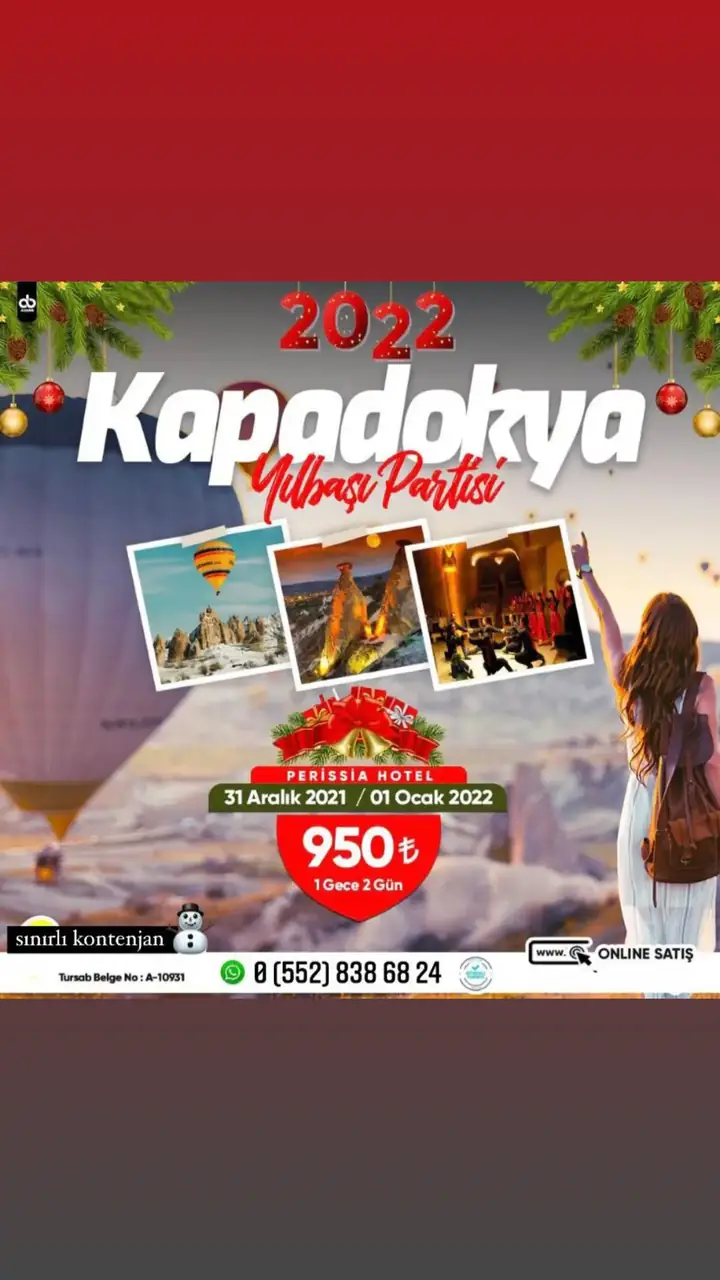 2022
Kapadokya
Yılbaşı Partisi
PERİSSİA HOTEL
31 Aralık 2021 / 01 Ocak 2022
950₺
1 Gece 2 Gün
sınırlı kontenjan
www.
ONLINE SATIŞ
Tursab Belge No : A-10931
0 (552) 838 68 24